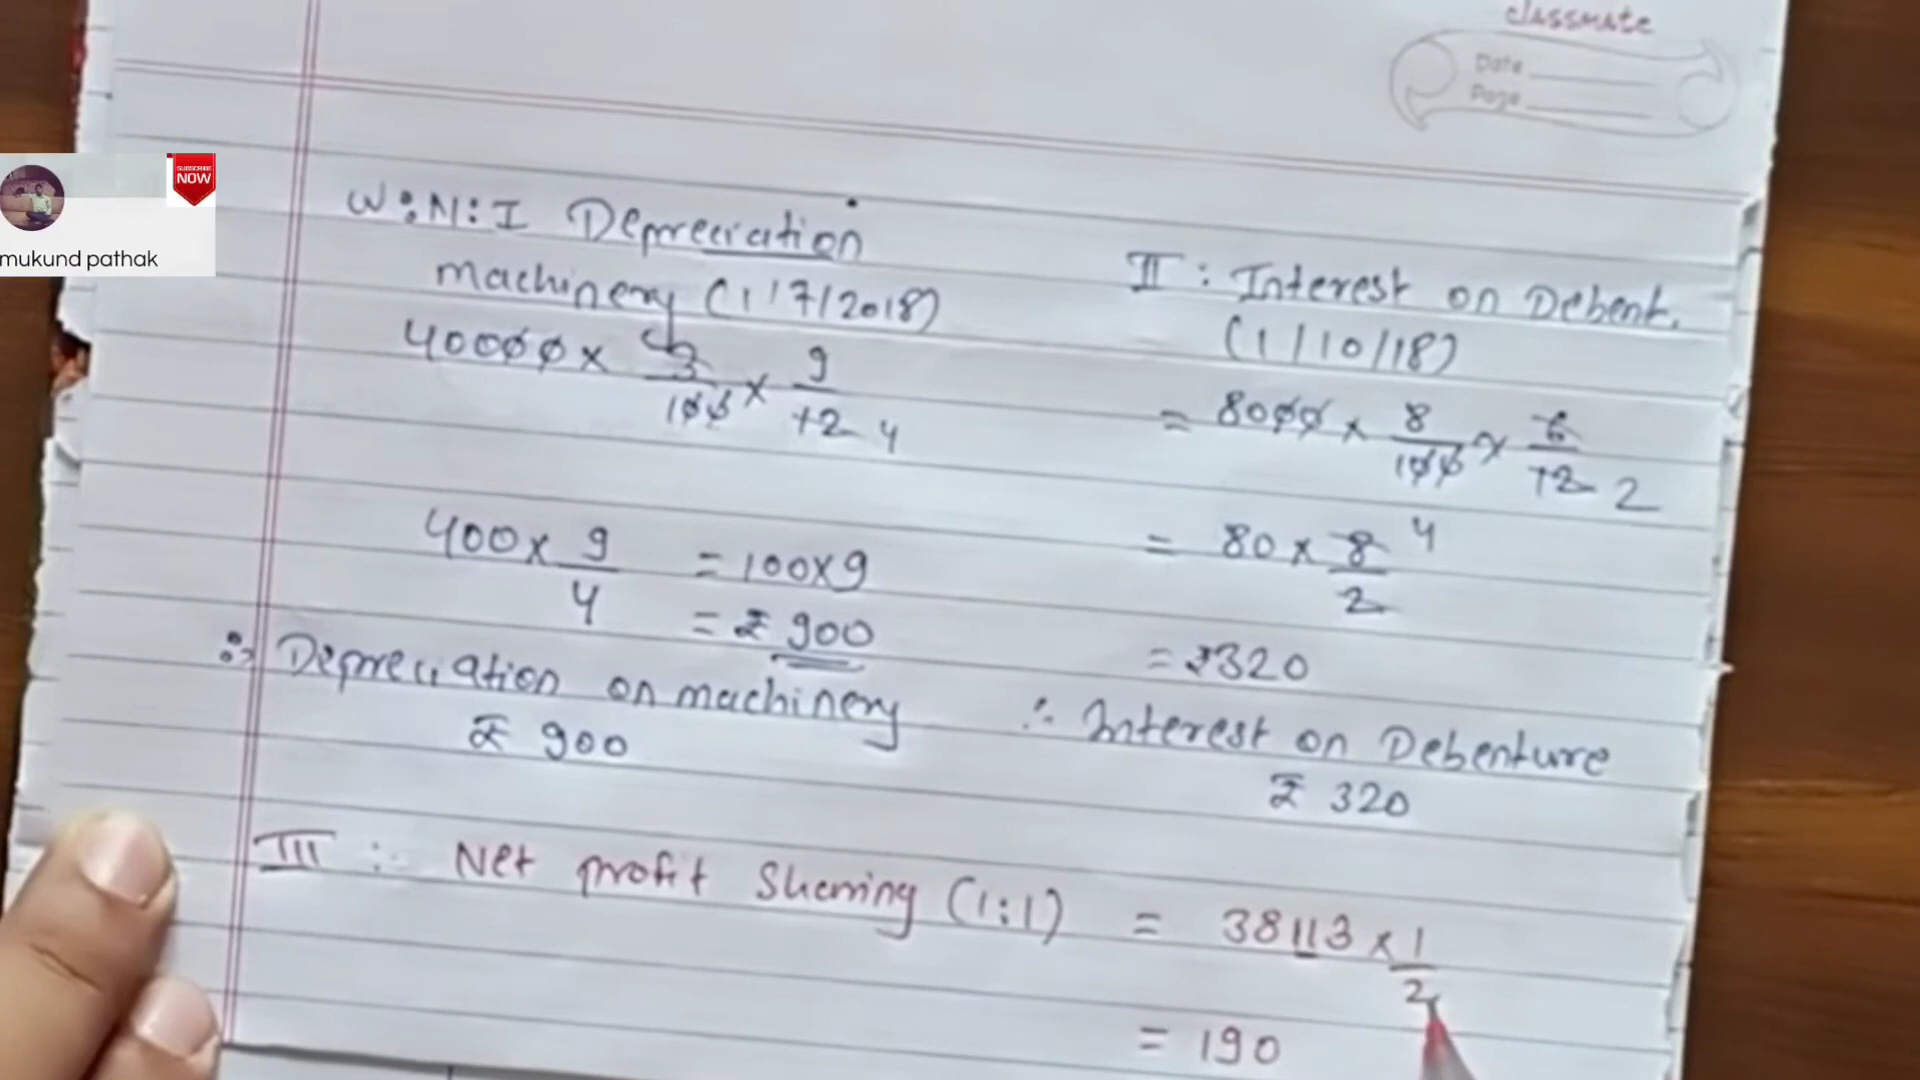 classmate
Date
Page
SUBSCRIBE
NOW
mukund pathak
W:N:I Depreciation
machinery (1/7/2018)
40000 x 3/100 x 9/12 4
400 x 9/4 = 100x9
= ₹ 900
∴ Depreciation on machinery
₹ 900
II : Interest on Debent.
(1/10/18)
= 8000 x 8/100 x 6/12 2
= 80 x 8/2 4
= ₹320
∴ Interest on Debenture
₹ 320
III : Net profit Sharing (1:1) = 38113 x 1/2
= 190